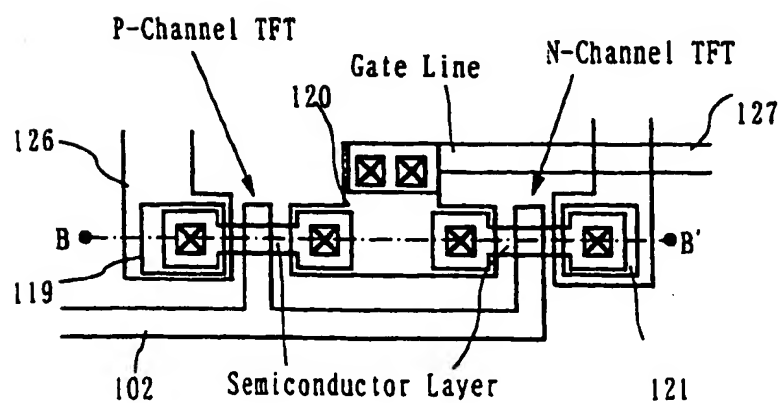 P-Channel TFT
N-Channel TFT
Gate Line
120
127
126
B
B'
119
102
Semiconductor Layer
121